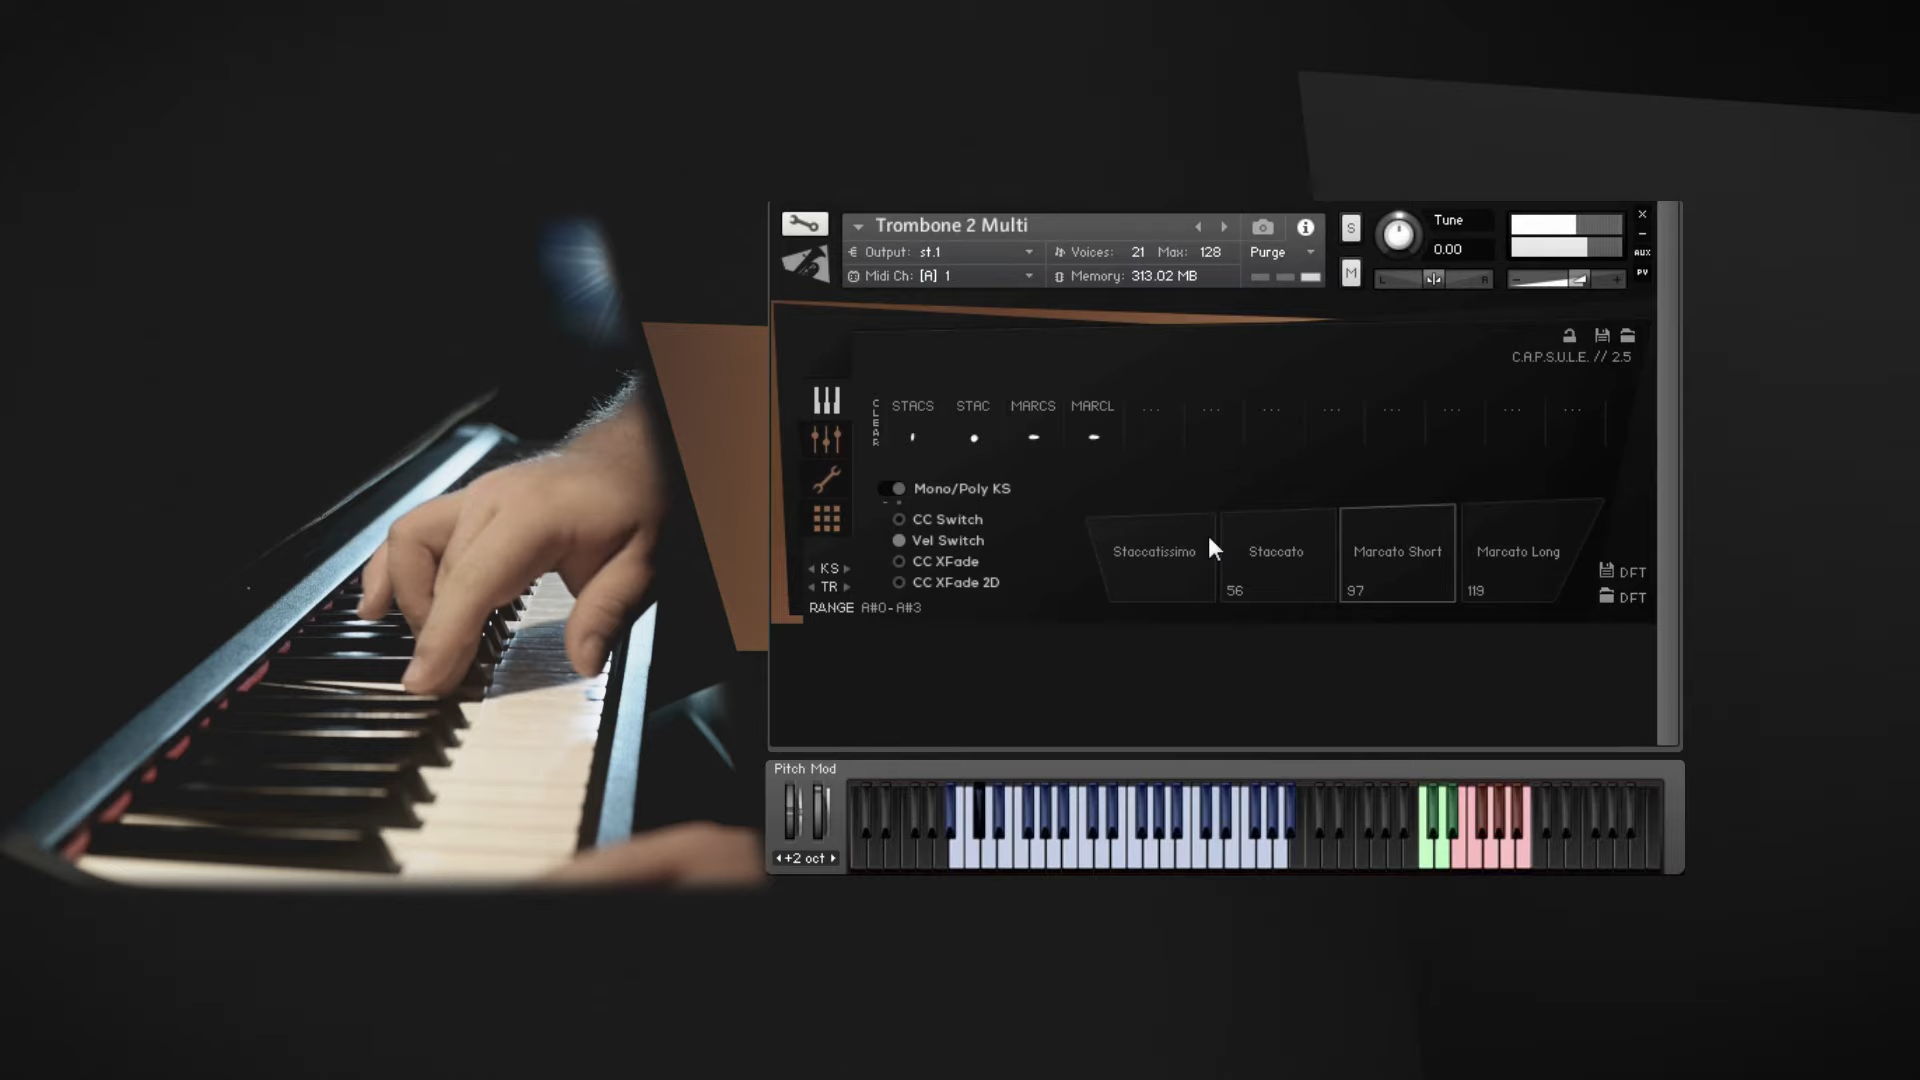 Trombone 2 Multi
Output: st.1
Voices: 21 Max: 128
Purge
Midi Ch: [A] 1
Memory: 313.02 MB
S
M
Tune
0.00
L
R
AUX
PV
C.A.P.S.U.L.E. // 2.5
CLEAR
STACS STAC MARCS MARCL ... ... ... ... ... ... ... ...
Mono/Poly KS
CC Switch
Vel Switch
CC XFade
CC XFade 2D
KS
TR
RANGE A#0-A#3
Staccatissimo
Staccato
56
Marcato Short
97
Marcato Long
119
DFT
DFT
Pitch Mod
+2 oct